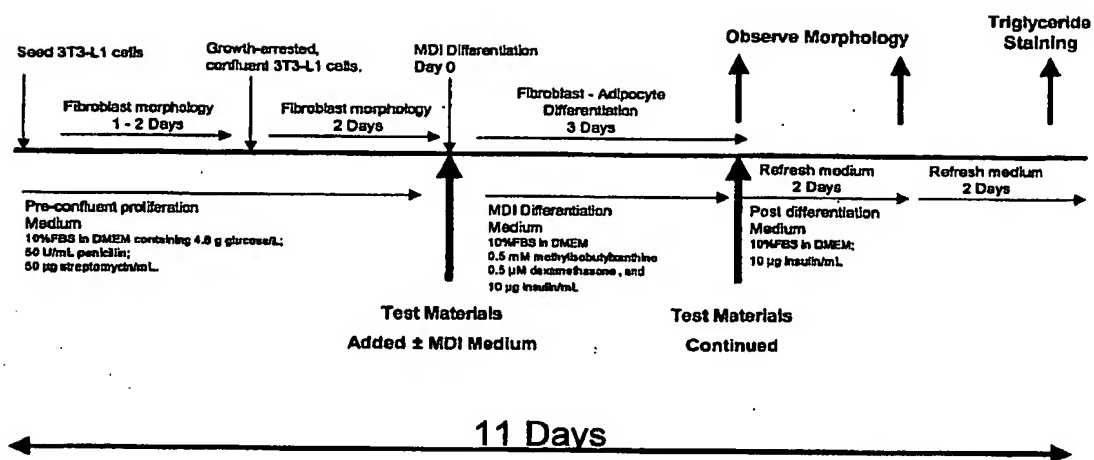 Seed 3T3-L1 cells
Growth-arrested,
confluent 3T3-L1 cells.
MDI Differentiation
Day 0
Observe Morphology
Triglyceride
Staining
Fibroblast morphology
1 - 2 Days
Fibroblast morphology
2 Days
Fibroblast - Adipocyte
Differentiation
3 Days
Refresh medium
2 Days
Refresh medium
2 Days
Pre-confluent proliferation
Medium
10%FBS in DMEM containing 4.8 g glucose/L;
50 U/mL penicillin;
50 µg streptomycin/mL.
MDI Differentiation
Medium
10%FBS in DMEM
0.5 mM methylisobutylxanthine
0.5 µM dexamethasone, and
10 µg insulin/mL
Post differentiation
Medium
10%FBS in DMEM;
10 µg insulin/mL
Test Materials
Added ± MDI Medium
Test Materials
Continued
11 Days